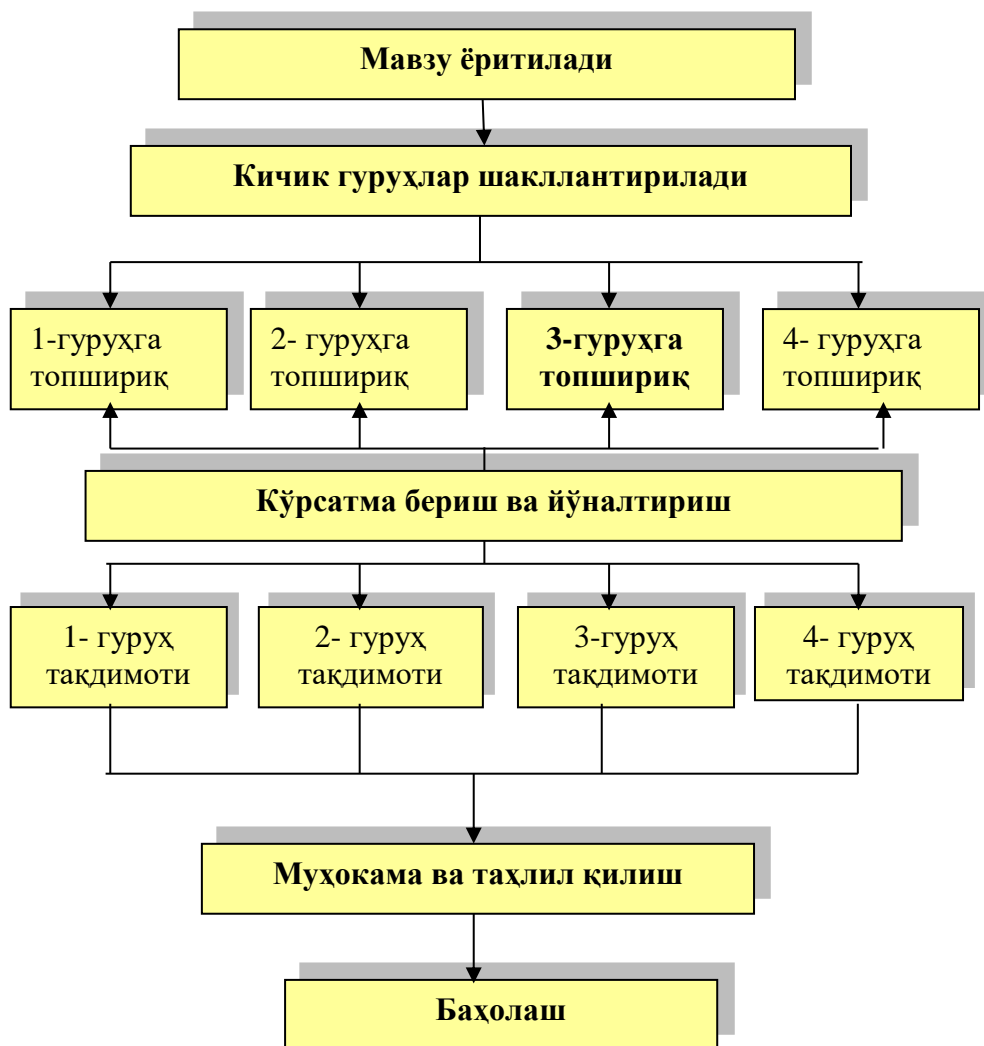 Мавзу ёритилади
Кичик гуруҳлар шакллантирилади
1-гуруҳга
топшириқ
2- гуруҳга
топшириқ
3-гуруҳга
топшириқ
4- гуруҳга
топшириқ
Кўрсатма бериш ва йўналтириш
1- гуруҳ
тақдимоти
2- гуруҳ
тақдимоти
3-гуруҳ
тақдимоти
4- гуруҳ
тақдимоти
Муҳокама ва таҳлил қилиш
Баҳолаш